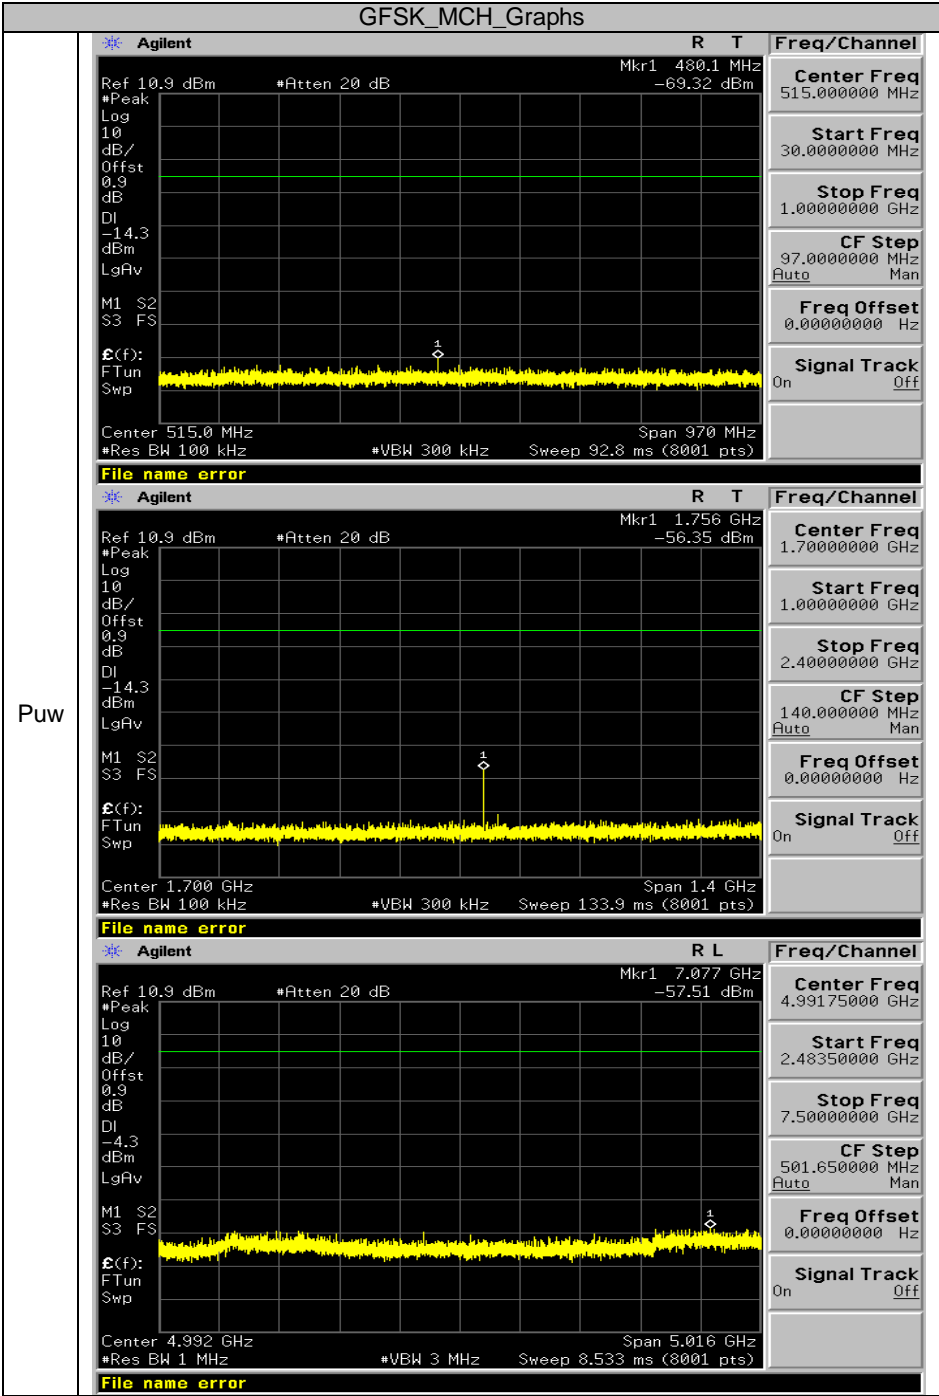 GFSK_MCH_Graphs
Puw
Agilent R T Freq/Channel
Mkr1 480.1 MHz
Ref 10.9 dBm #Atten 20 dB -69.32 dBm
#Peak
Log
10
dB/
Offst
0.9
dB
DI
-14.3
dBm
LgAv
M1 S2
S3 FS
£(f):
FTun
Swp
1
Center 515.0 MHz Span 970 MHz
#Res BW 100 kHz #VBW 300 kHz Sweep 92.8 ms (8001 pts)
File name error
Center Freq
515.000000 MHz
Start Freq
30.0000000 MHz
Stop Freq
1.00000000 GHz
CF Step
97.0000000 MHz
Auto Man
Freq Offset
0.00000000 Hz
Signal Track
On Off
Agilent R T Freq/Channel
Mkr1 1.756 GHz
Ref 10.9 dBm #Atten 20 dB -56.35 dBm
#Peak
Log
10
dB/
Offst
0.9
dB
DI
-14.3
dBm
LgAv
M1 S2
S3 FS
£(f):
FTun
Swp
1
Center 1.700 GHz Span 1.4 GHz
#Res BW 100 kHz #VBW 300 kHz Sweep 133.9 ms (8001 pts)
File name error
Center Freq
1.70000000 GHz
Start Freq
1.00000000 GHz
Stop Freq
2.40000000 GHz
CF Step
140.000000 MHz
Auto Man
Freq Offset
0.00000000 Hz
Signal Track
On Off
Agilent R L Freq/Channel
Mkr1 7.077 GHz
Ref 10.9 dBm #Atten 20 dB -57.51 dBm
#Peak
Log
10
dB/
Offst
0.9
dB
DI
-4.3
dBm
LgAv
M1 S2
S3 FS
£(f):
FTun
Swp
1
Center 4.992 GHz Span 5.016 GHz
#Res BW 1 MHz #VBW 3 MHz Sweep 8.533 ms (8001 pts)
File name error
Center Freq
4.99175000 GHz
Start Freq
2.48350000 GHz
Stop Freq
7.50000000 GHz
CF Step
501.650000 MHz
Auto Man
Freq Offset
0.00000000 Hz
Signal Track
On Off